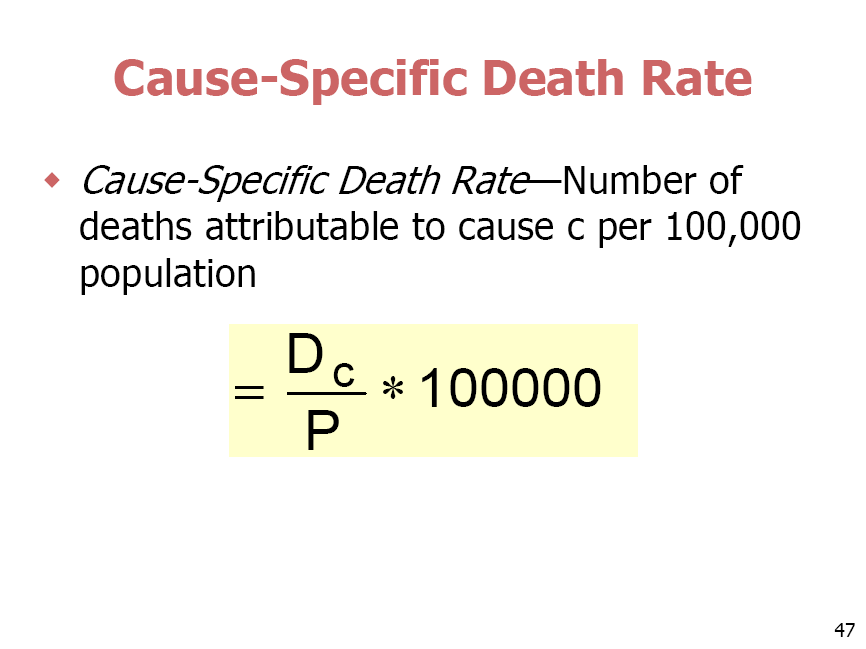 Cause-Specific Death Rate
Cause-Specific Death Rate—Number of
deaths attributable to cause c per 100,000
population
= D c / P * 100000
47